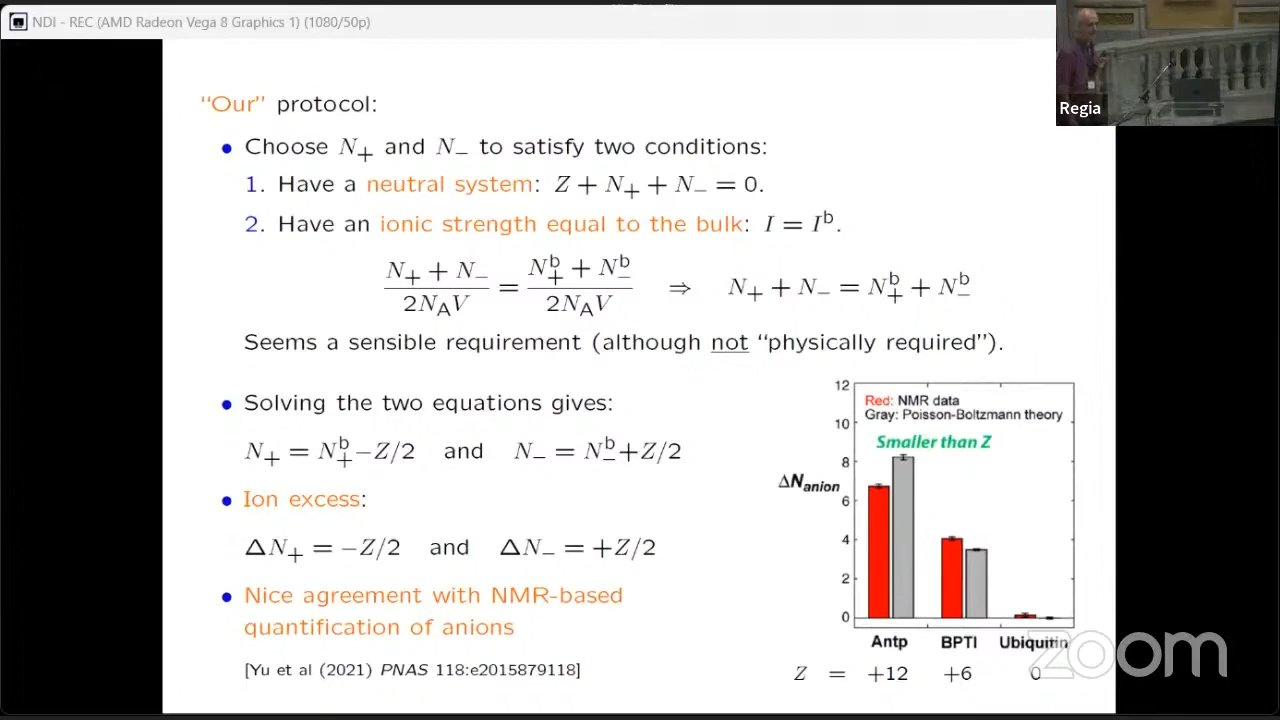 NDI - REC (AMD Radeon Vega 8 Graphics 1) (1080/50p)
Regia
“Our” protocol:
• Choose N₊ and N₋ to satisfy two conditions:
1. Have a neutral system: Z + N₊ + N₋ = 0.
2. Have an ionic strength equal to the bulk: I = Iᵇ.
(N₊ + N₋)/(2N_A V) = (N₊ᵇ + N₋ᵇ)/(2N_A V) ⇒ N₊ + N₋ = N₊ᵇ + N₋ᵇ
Seems a sensible requirement (although not “physically required”).
• Solving the two equations gives:
N₊ = N₊ᵇ−Z/2 and N₋ = N₋ᵇ+Z/2
• Ion excess:
ΔN₊ = −Z/2 and ΔN₋ = +Z/2
• Nice agreement with NMR-based
quantification of anions
[Yu et al (2021) PNAS 118:e2015879118]
Red: NMR data
Gray: Poisson-Boltzmann theory
Smaller than Z
ΔN_anion
12
10
8
6
4
2
0
Antp BPTI Ubiquitin
Z = +12 +6 0
zoom